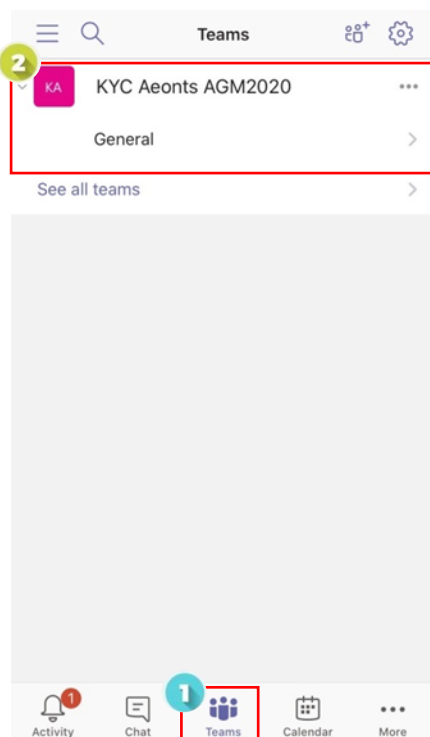 Teams
2
KA
KYC Aeonts AGM2020
General
See all teams
1
1
Activity
Chat
Teams
Calendar
More